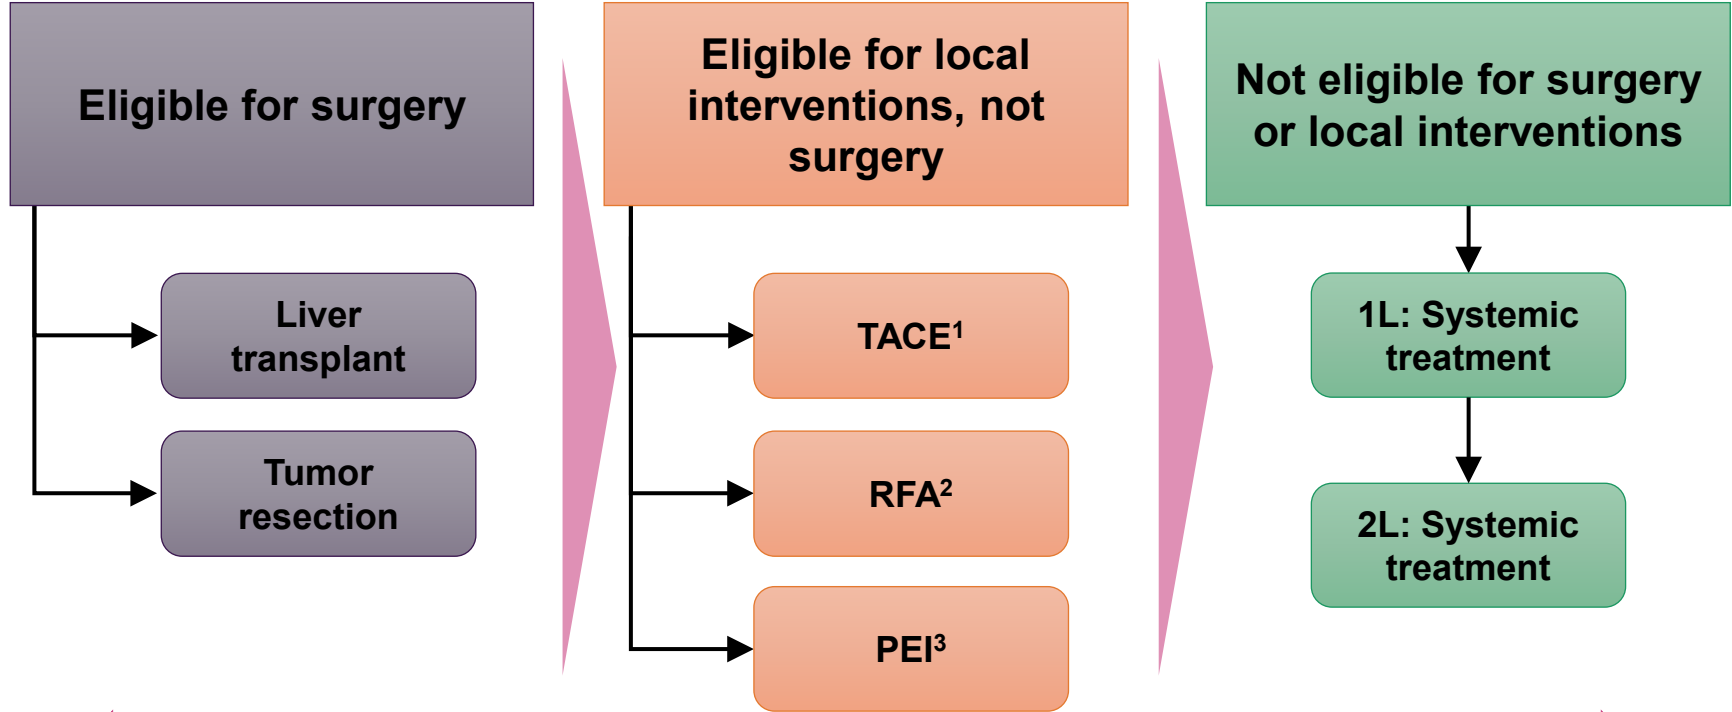 Eligible for surgery
Liver
transplant
Tumor
resection
Eligible for local
interventions, not
surgery
TACE¹
RFA²
PEI³
Not eligible for surgery
or local interventions
1L: Systemic
treatment
2L: Systemic
treatment